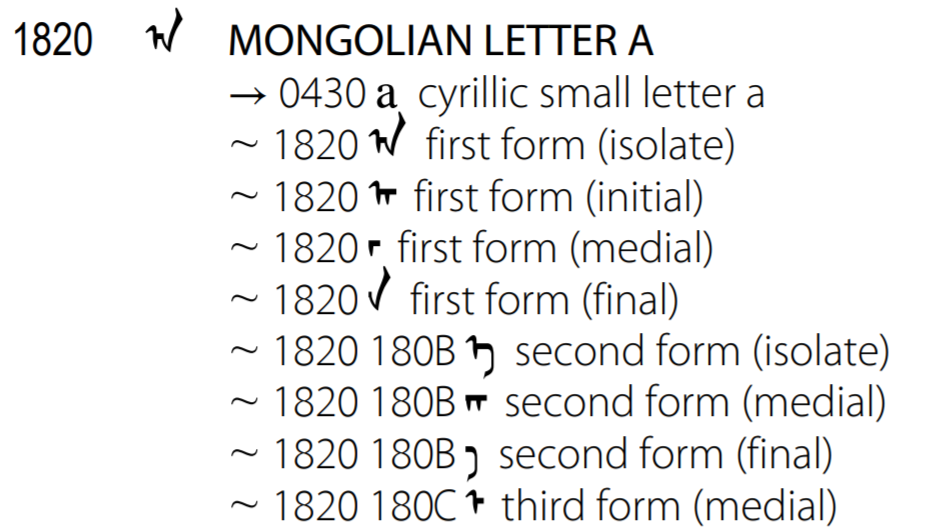 1820 ᠠ MONGOLIAN LETTER A
→ 0430 а cyrillic small letter a
~ 1820 ᠠ first form (isolate)
~ 1820 ᠠ‍ first form (initial)
~ 1820 ‍ᠠ‍ first form (medial)
~ 1820 ‍ᠠ first form (final)
~ 1820 180B ᠠ᠋ second form (isolate)
~ 1820 180B ‍ᠠ᠋‍ second form (medial)
~ 1820 180B ‍ᠠ᠋ second form (final)
~ 1820 180C ‍ᠠ᠌‍ third form (medial)